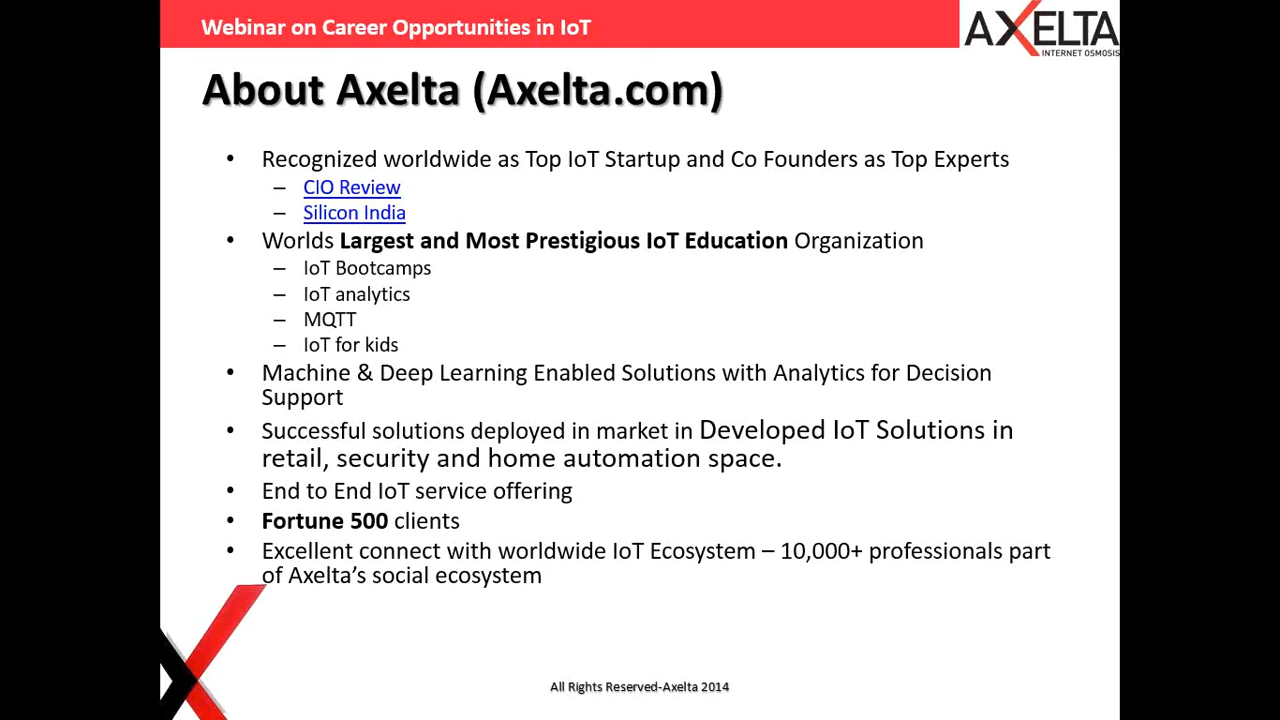 Webinar on Career Opportunities in IoT
AXELTA
INTERNET OSMOSIS
About Axelta (Axelta.com)
• Recognized worldwide as Top IoT Startup and Co Founders as Top Experts
– CIO Review
– Silicon India
• Worlds Largest and Most Prestigious IoT Education Organization
– IoT Bootcamps
– IoT analytics
– MQTT
– IoT for kids
• Machine & Deep Learning Enabled Solutions with Analytics for Decision
Support
• Successful solutions deployed in market in Developed IoT Solutions in
retail, security and home automation space.
• End to End IoT service offering
• Fortune 500 clients
• Excellent connect with worldwide IoT Ecosystem – 10,000+ professionals part
of Axelta’s social ecosystem
All Rights Reserved-Axelta 2014